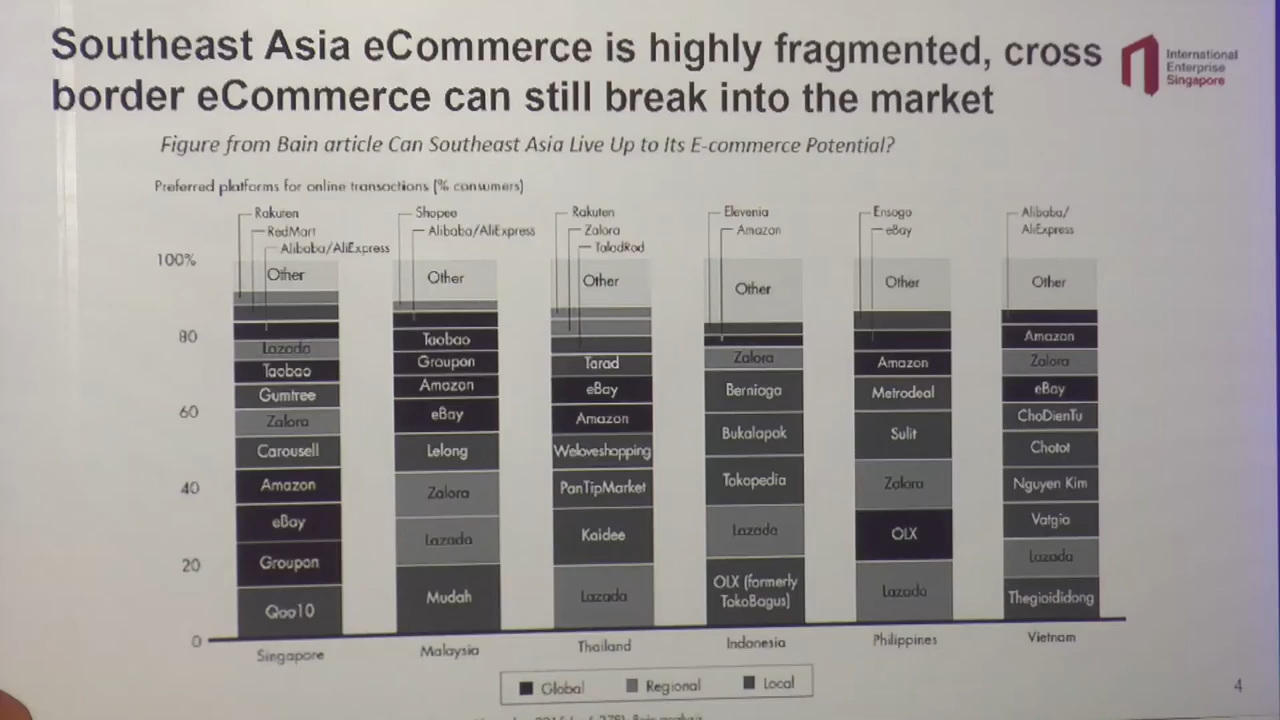 Southeast Asia eCommerce is highly fragmented, cross
border eCommerce can still break into the market
International
Enterprise
Singapore
Figure from Bain article Can Southeast Asia Live Up to Its E-commerce Potential?
Preferred platforms for online transactions (% consumers)
Rakuten
RedMart
Alibaba/AliExpress
Shopee
Alibaba/AliExpress
Rakuten
Zalora
TaladRod
Elevenia
Amazon
Ensogo
eBay
Alibaba/
AliExpress
100%
80
60
40
20
0
Other
Lazada
Taobao
Gumtree
Zalora
Carousell
Amazon
eBay
Groupon
Qoo10
Singapore
Other
Taobao
Groupon
Amazon
eBay
Lelong
Zalora
Lazada
Mudah
Malaysia
Other
Tarad
eBay
Amazon
Weloveshopping
PanTipMarket
Kaidee
Lazada
Thailand
Other
Zalora
Berniaga
Bukalapak
Tokopedia
Lazada
OLX (formerly
TokoBagus)
Indonesia
Other
Amazon
Metrodeal
Sulit
Zalora
OLX
Lazada
Philippines
Other
Amazon
Zalora
eBay
ChoDienTu
Chotot
Nguyen Kim
Vatgia
Lazada
Thegioididong
Vietnam
Global
Regional
Local
4